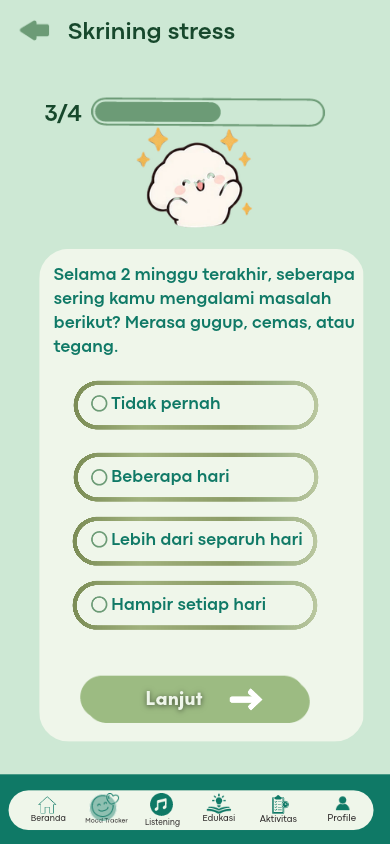 Skrining stress
3/4
Selama 2 minggu terakhir, seberapa
sering kamu mengalami masalah
berikut? Merasa gugup, cemas, atau
tegang.
Tidak pernah
Beberapa hari
Lebih dari separuh hari
Hampir setiap hari
Lanjut
Beranda
Mood Tracker
Listening
Edukasi
Aktivitas
Profile